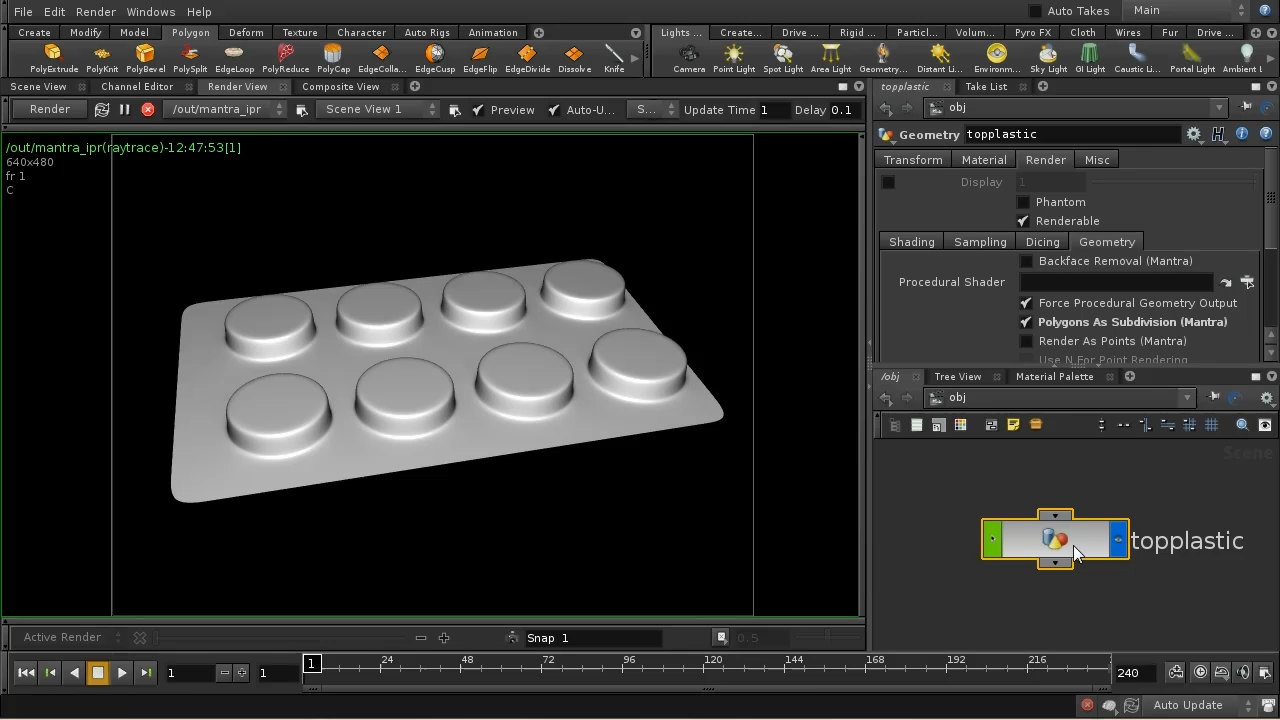 File Edit Render Windows Help Auto Takes Main
Create Modify Model Polygon Deform Texture Character Auto Rigs Animation Lights ... Create... Drive ... Rigid ... Particl... Volum... Pyro FX Cloth Wires Fur Drive ...
PolyExtrude PolyKnit PolyBevel PolySplit EdgeLoop PolyReduce PolyCap EdgeColla... EdgeCusp EdgeFlip EdgeDivide Dissolve Knife Camera Point Light Spot Light Area Light Geometry... Distant Li... Environm... Sky Light GI Light Caustic Li... Portal Light Ambient l
Scene View Channel Editor Render View Composite View topplastic Take List
Render /out/mantra_ipr Scene View 1 Preview Auto-U... S... Update Time 1 Delay 0.1 obj
Geometry topplastic
/out/mantra_ipr(raytrace)-12:47:53[1]
640x480
fr 1
C
Transform Material Render Misc
Display 1
Phantom
Renderable
Shading Sampling Dicing Geometry
Backface Removal (Mantra)
Procedural Shader
Force Procedural Geometry Output
Polygons As Subdivision (Mantra)
Render As Points (Mantra)
Use N For Point Rendering
/obj Tree View Material Palette
obj
Scene
topplastic
Active Render Snap 1 0.5
1 1 1 24 48 72 96 120 144 168 192 216 240
Auto Update